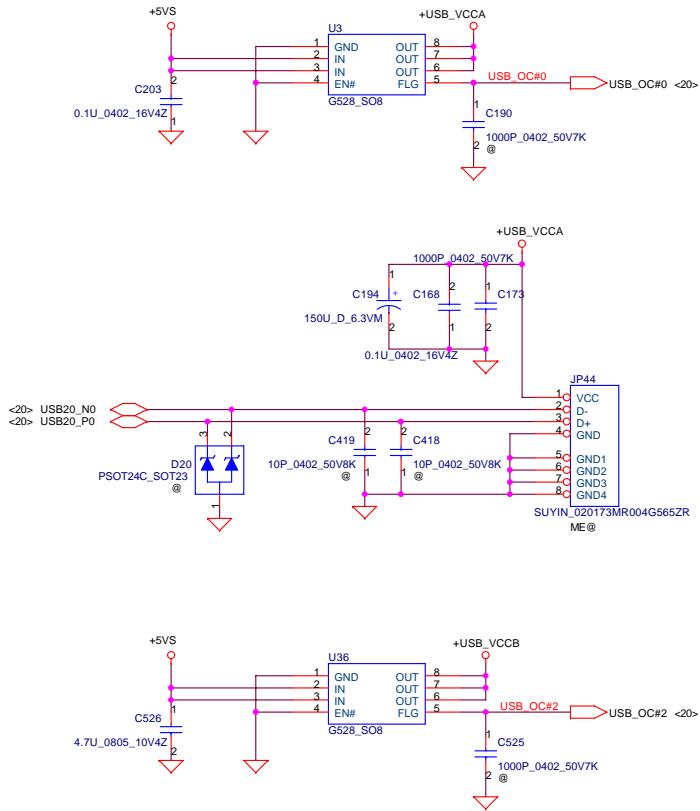 +5VS
U3
+USB_VCCA
1 GND OUT 8
2 IN OUT 7
3 IN OUT 6
4 EN# FLG 5
USB_OC#0
USB_OC#0 <20>
G528_SO8
2
C203
1
0.1U_0402_16V4Z
1
C190
2
1000P_0402_50V7K
@
+USB_VCCA
1000P_0402_50V7K
1
C194
+
2
150U_D_6.3VM
2
C168
1
1
C173
2
0.1U_0402_16V4Z
JP44
1 VCC
2 D-
3 D+
4 GND
5 GND1
6 GND2
7 GND3
8 GND4
SUYIN_020173MR004G565ZR
ME@
<20> USB20_N0
<20> USB20_P0
3
2
D20
PSOT24C_SOT23
@
1
2
C419
10P_0402_50V8K
1
@
2
C418
10P_0402_50V8K
1
@
+5VS
U36
+USB_VCCB
1 GND OUT 8
2 IN OUT 7
3 IN OUT 6
4 EN# FLG 5
USB_OC#2
USB_OC#2 <20>
G528_SO8
1
C526
2
4.7U_0805_10V4Z
1
C525
2
1000P_0402_50V7K
@